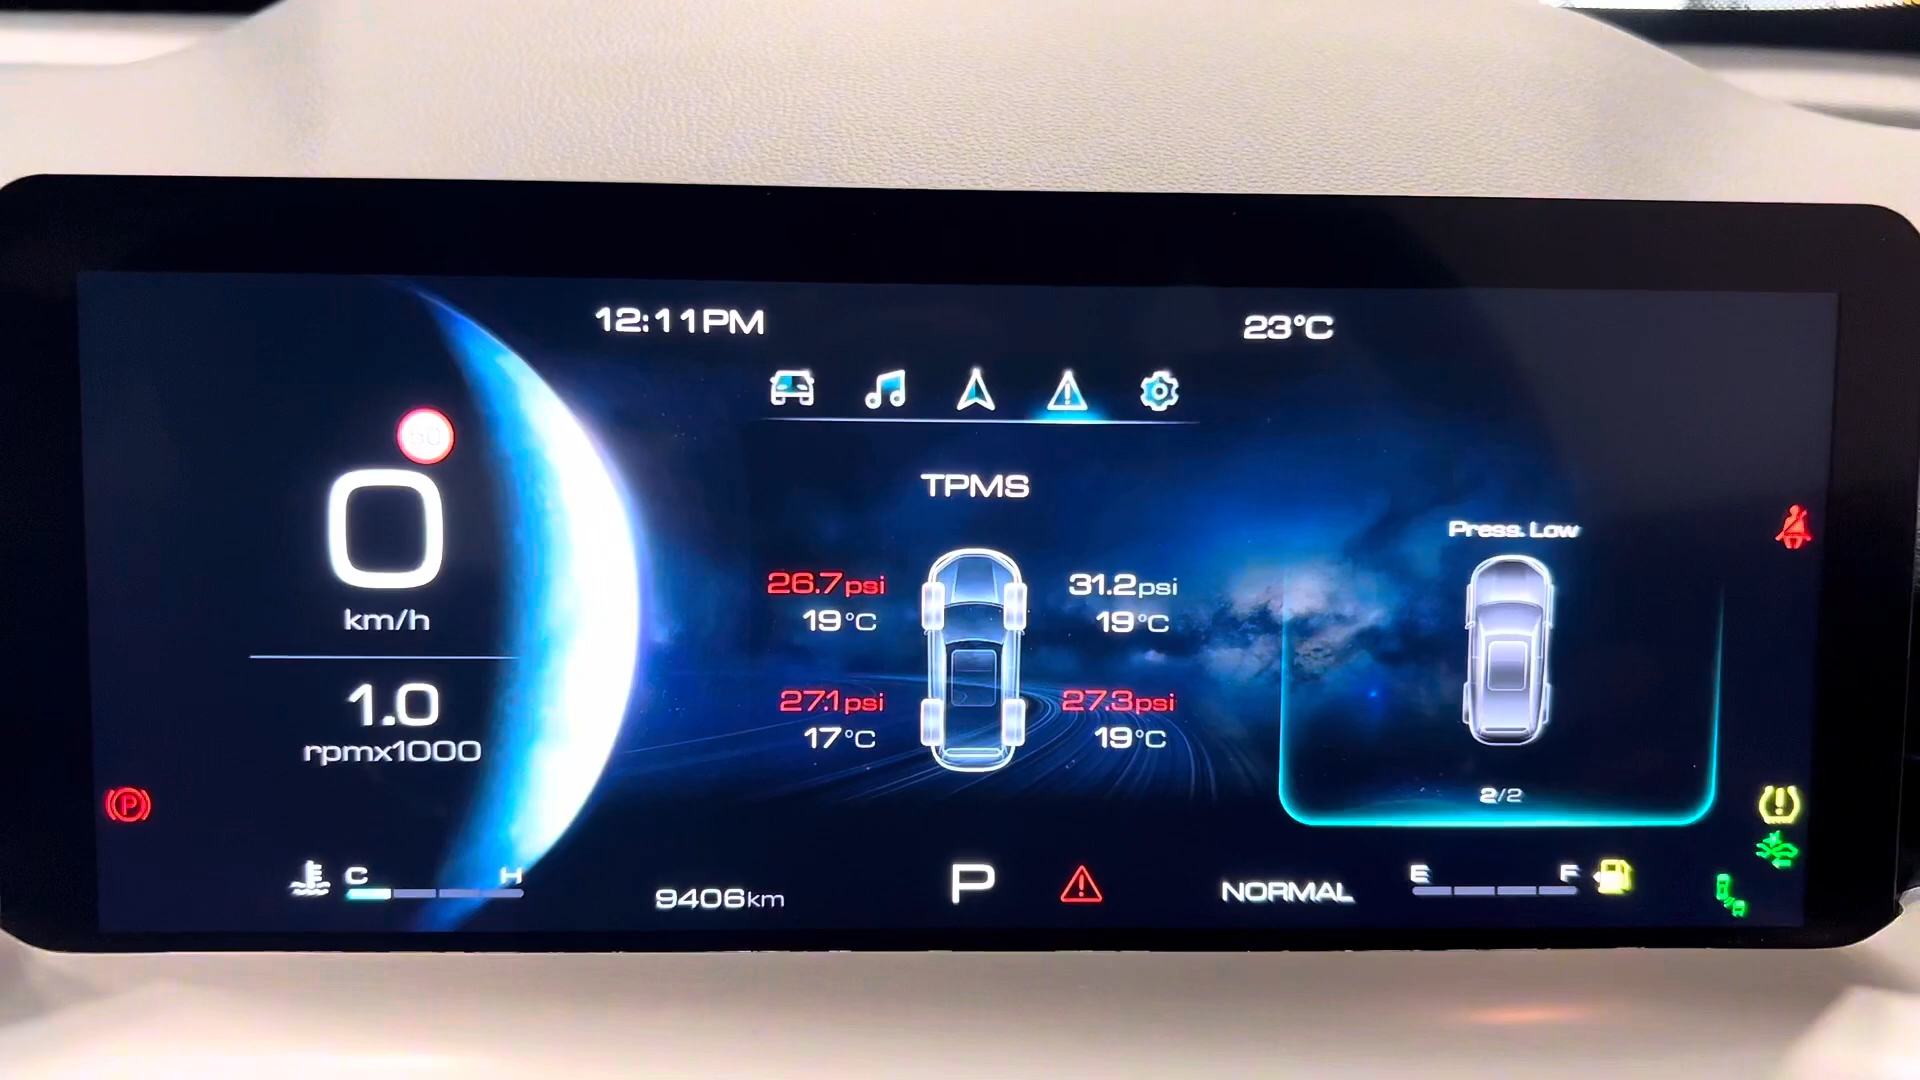 12:11PM
23°C
TPMS
0
km/h
1.0
rpmx1000
26.7psi
19°C
31.2psi
19°C
27.1psi
17°C
27.3psi
19°C
Press. Low
2/2
P
C
H
9406km
P
NORMAL
E
F